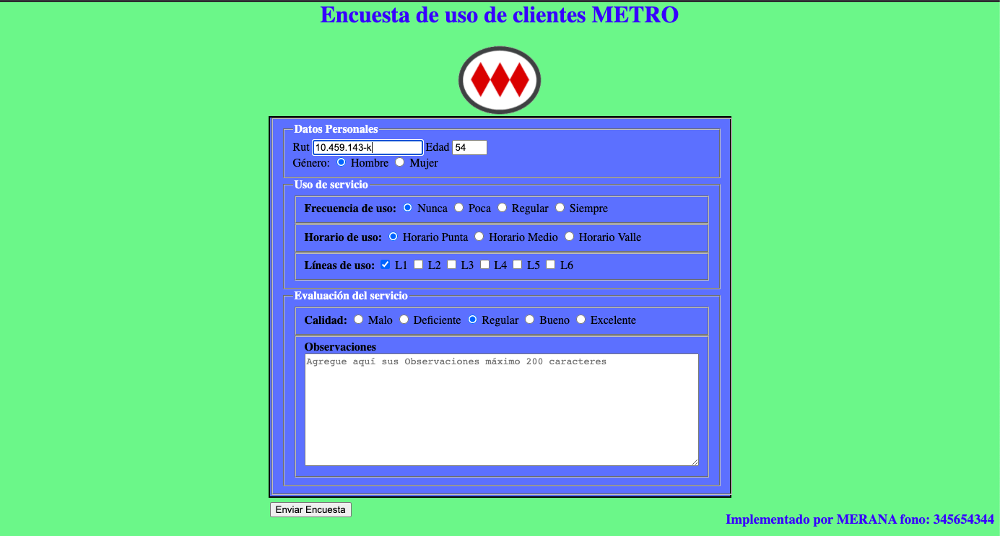 Encuesta de uso de clientes METRO
Datos Personales
Rut 10.459.143-k Edad 54
Género: Hombre Mujer
Uso de servicio
Frecuencia de uso: Nunca Poca Regular Siempre
Horario de uso: Horario Punta Horario Medio Horario Valle
Líneas de uso: L1 L2 L3 L4 L5 L6
Evaluación del servicio
Calidad: Malo Deficiente Regular Bueno Excelente
Observaciones
Agregue aquí sus Observaciones máximo 200 caracteres
Enviar Encuesta
Implementado por MERANA fono: 345654344